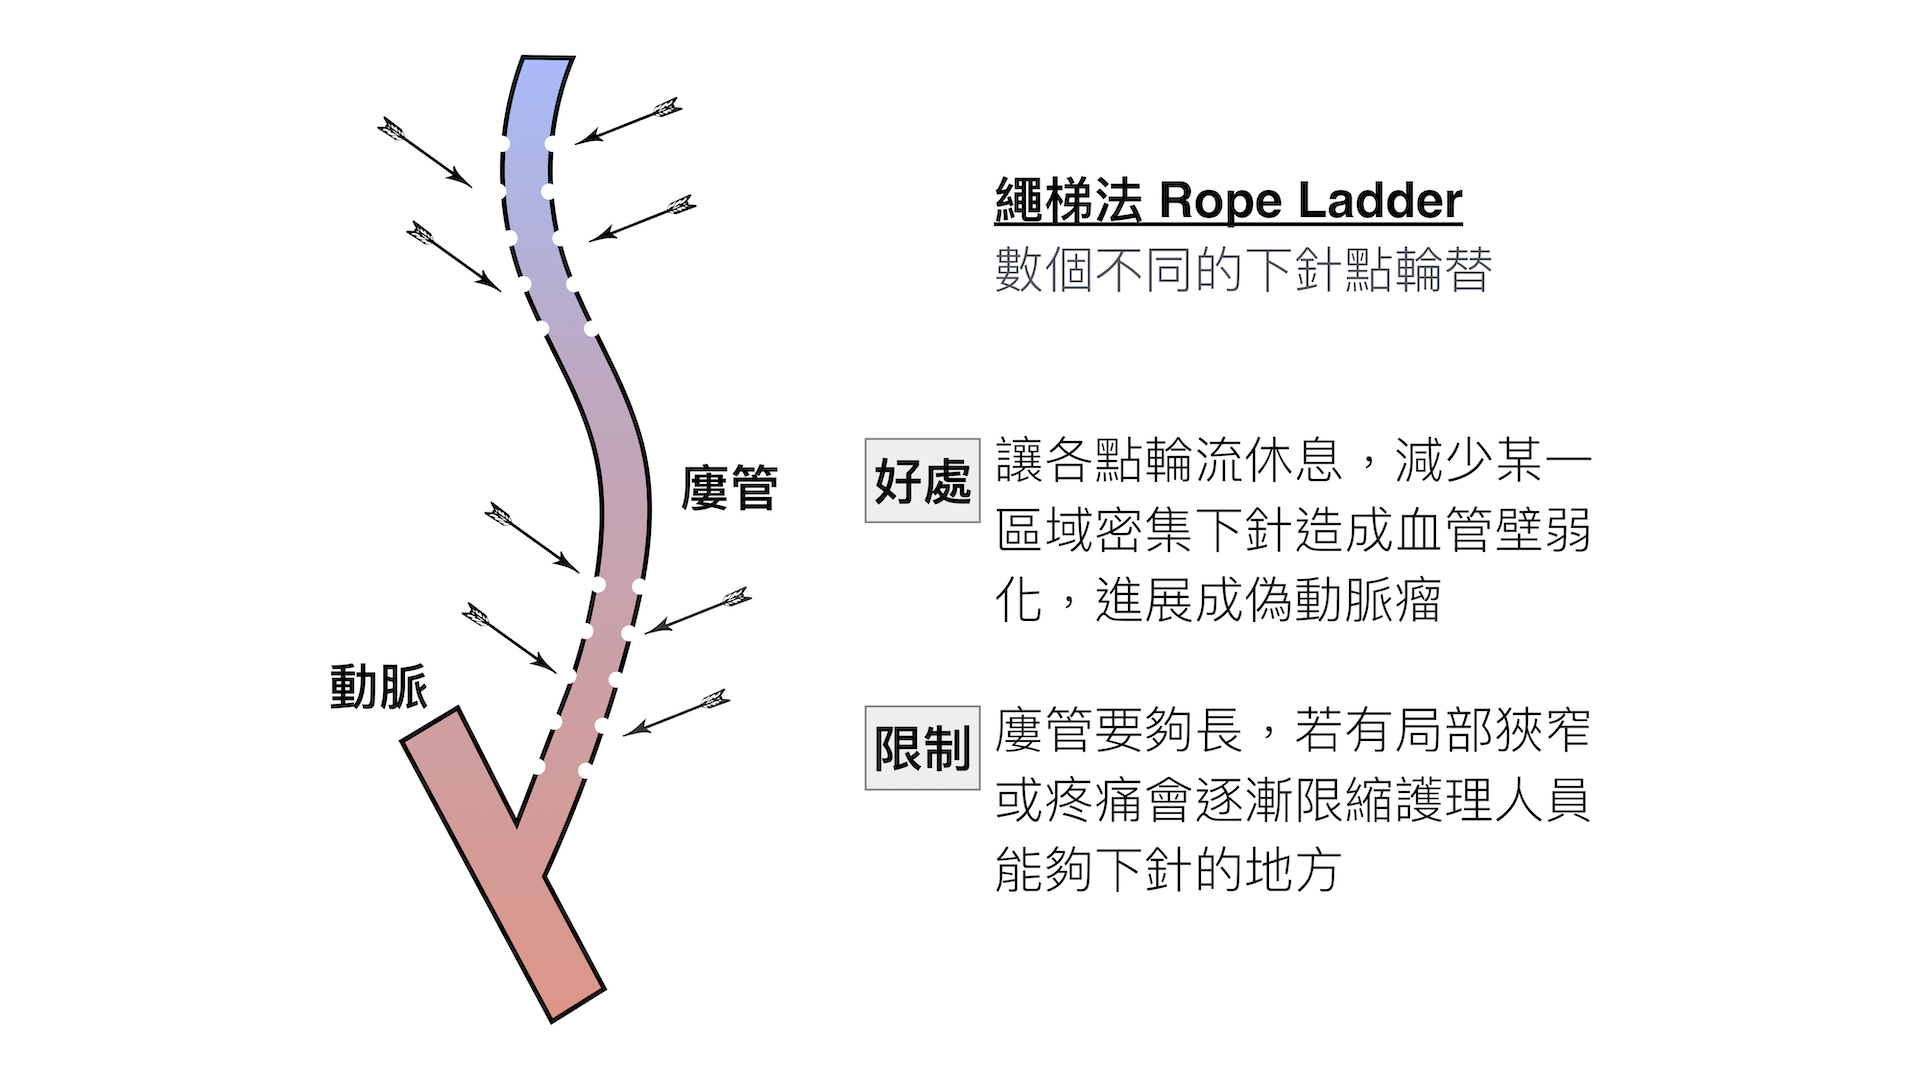 繩梯法 Rope Ladder
數個不同的下針點輪替
廔管
動脈
好處
讓各點輪流休息，減少某一
區域密集下針造成血管壁弱
化，進展成偽動脈瘤
限制
廔管要夠長，若有局部狹窄
或疼痛會逐漸限縮護理人員
能夠下針的地方